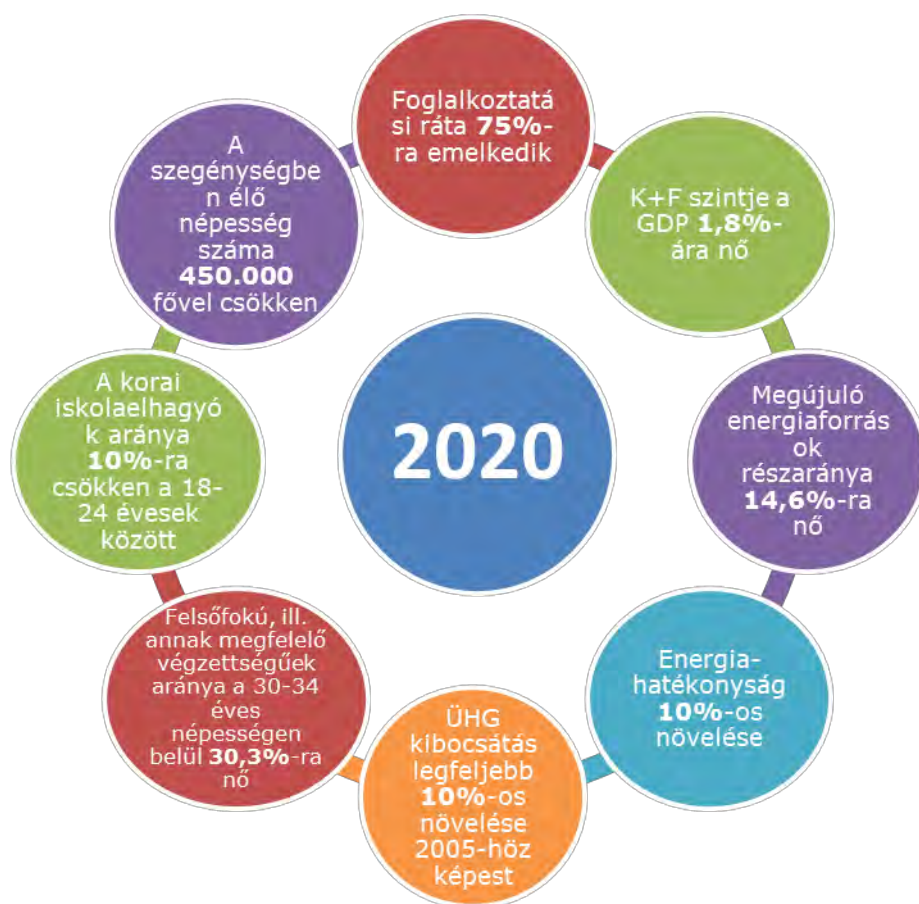 Foglalkoztatá
si ráta 75%-
ra emelkedik
K+F szintje a
GDP 1,8%-
ára nő
Megújuló
energiaforrás
ok
részaránya
14,6%-ra
nő
Energia-
hatékonyság
10%-os
növelése
ÜHG
kibocsátás
legfeljebb
10%-os
növelése
2005-höz
képest
Felsőfokú, ill.
annak megfelelő
végzettségűek
aránya a 30-34
éves
népességen
belül 30,3%-ra
nő
A korai
iskolaelhagyó
k aránya
10%-ra
csökken a 18-
24 évesek
között
A
szegénységbe
n élő
népesség
száma
450.000
fővel csökken
2020